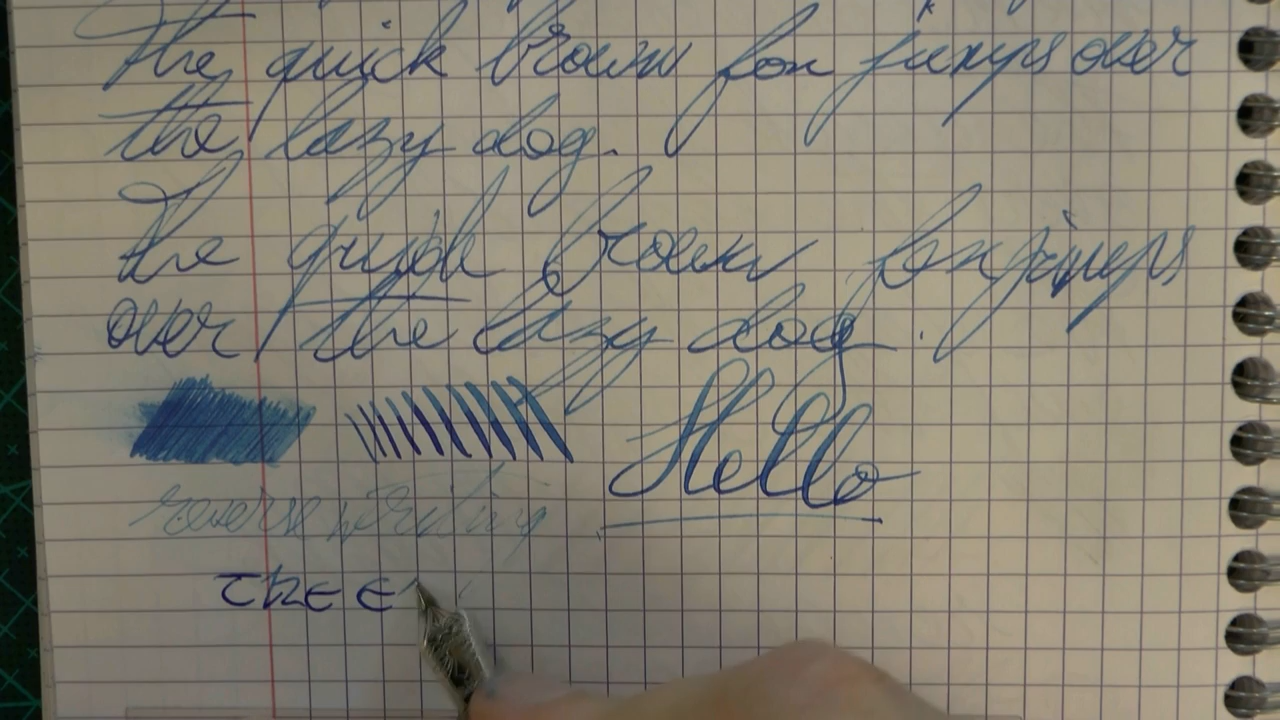 The quick brown fox jumps over
the lazy dog.
The quick brown fox jumps
over the lazy dog.
Hello
reverse writing